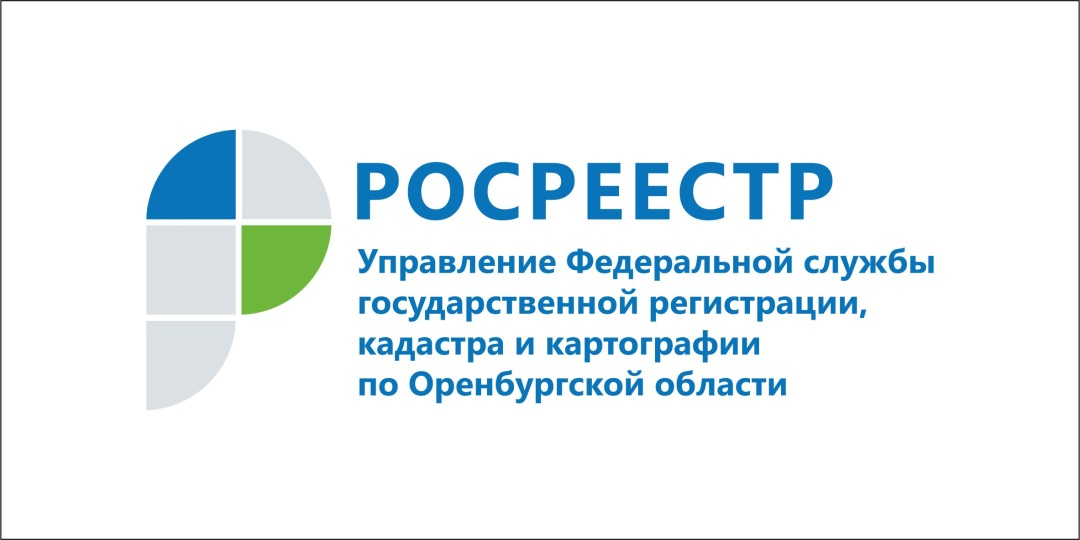 РОСРЕЕСТР
Управление Федеральной службы
государственной регистрации,
кадастра и картографии
по Оренбургской области